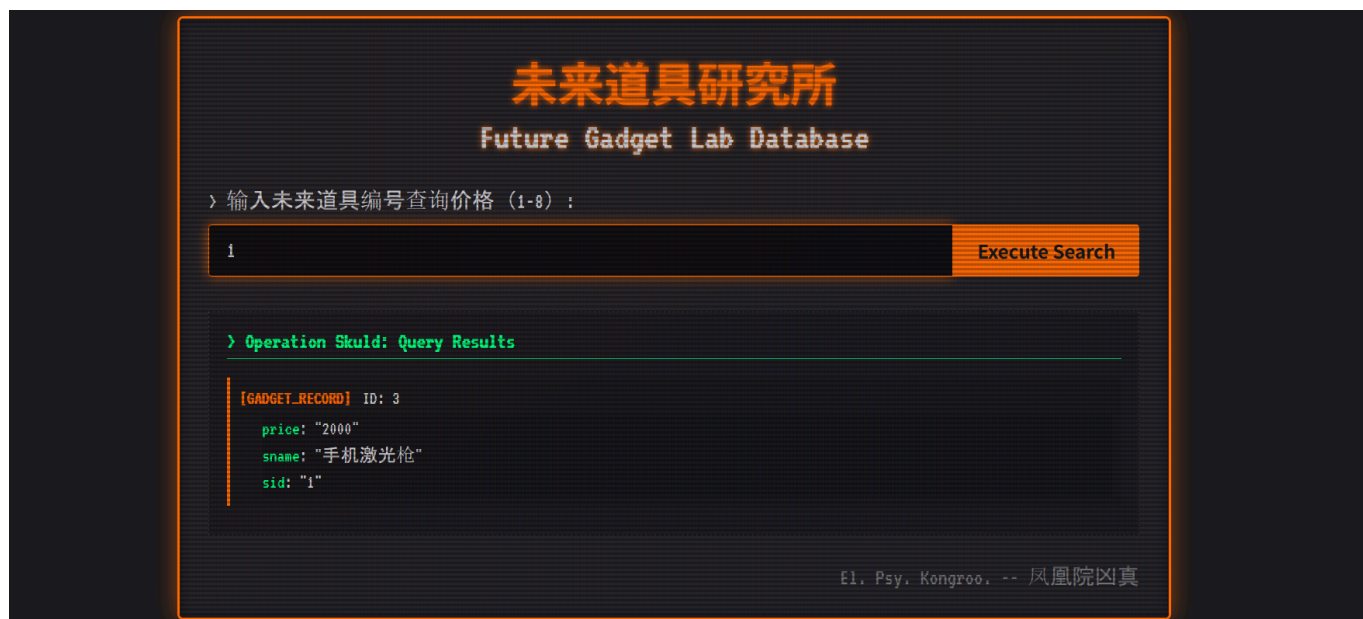 未来道具研究所
Future Gadget Lab Database
> 输入未来道具编号查询价格（1-8）：
1
Execute Search
> Operation Skuld: Query Results
[GADGET_RECORD] ID: 3
price: "2000"
sname: "手机激光枪"
sid: "1"
El. Psy. Kongroo. -- 凤凰院凶真